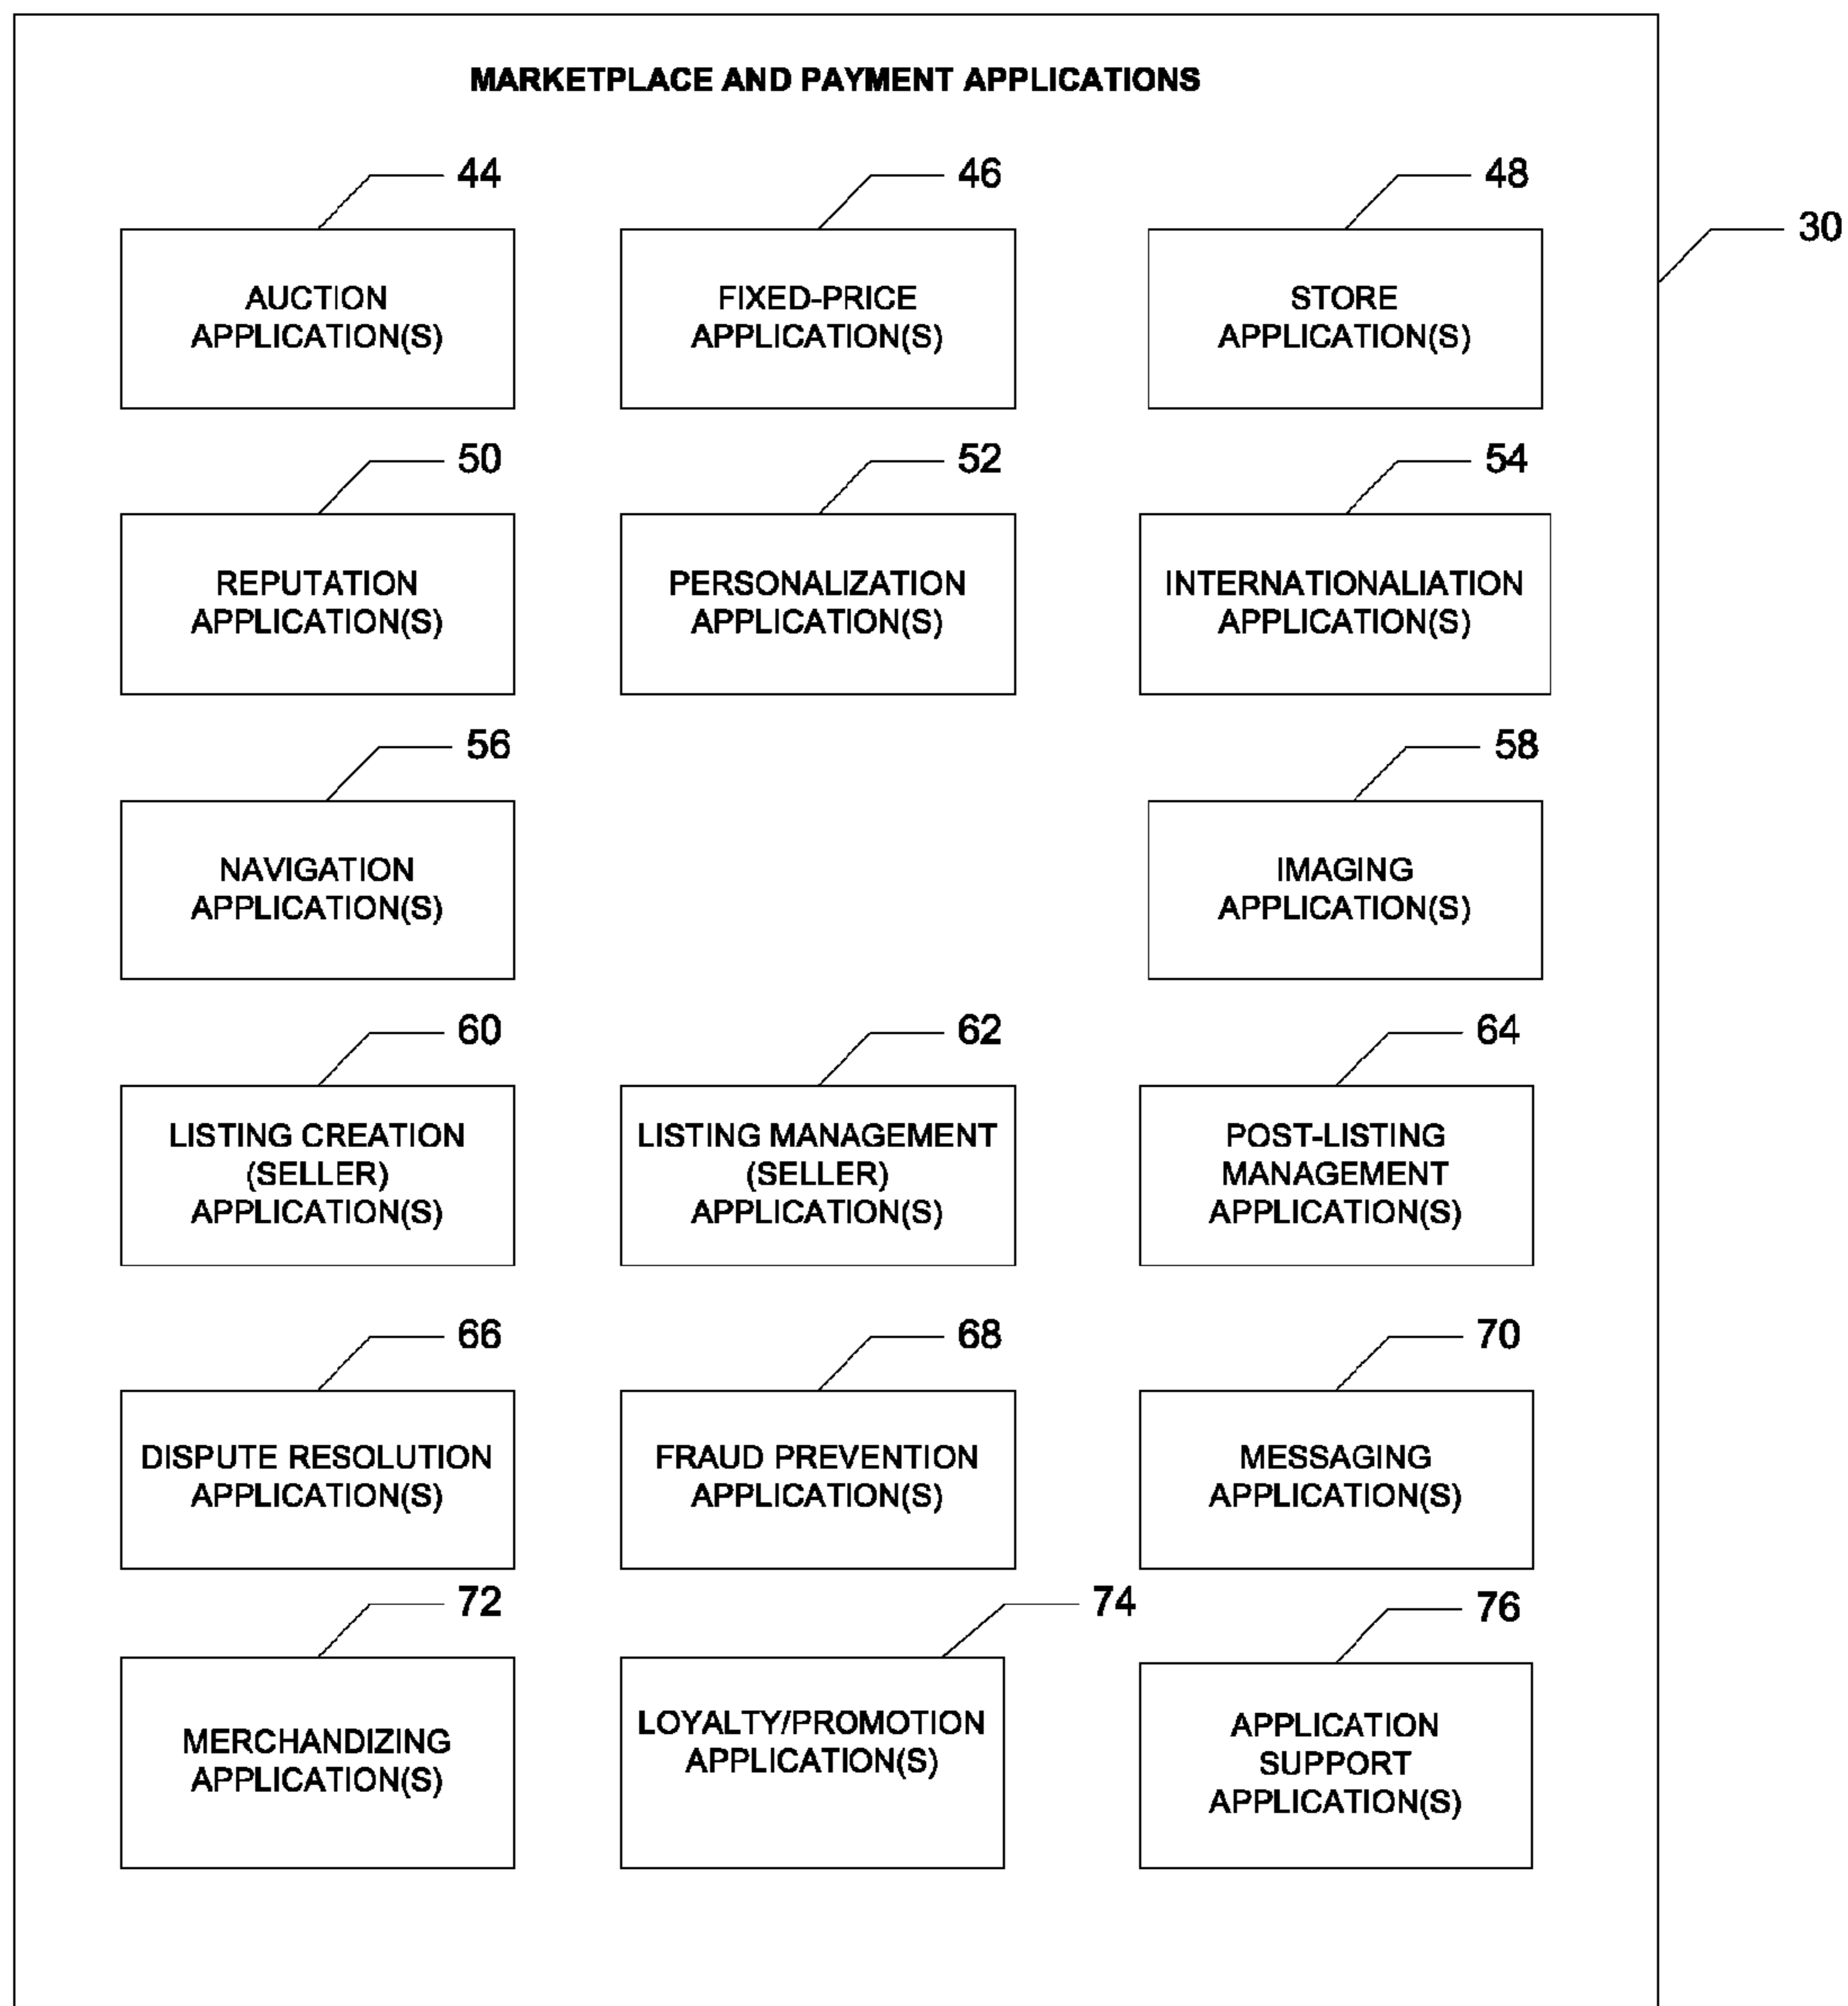 MARKETPLACE AND PAYMENT APPLICATIONS
44
46
48
30
AUCTION
APPLICATION(S)
FIXED-PRICE
APPLICATION(S)
STORE
APPLICATION(S)
50
52
54
REPUTATION
APPLICATION(S)
PERSONALIZATION
APPLICATION(S)
INTERNATIONALIATION
APPLICATION(S)
56
58
NAVIGATION
APPLICATION(S)
IMAGING
APPLICATION(S)
60
62
64
LISTING CREATION
(SELLER)
APPLICATION(S)
LISTING MANAGEMENT
(SELLER)
APPLICATION(S)
POST-LISTING
MANAGEMENT
APPLICATION(S)
66
68
70
DISPUTE RESOLUTION
APPLICATION(S)
FRAUD PREVENTION
APPLICATION(S)
MESSAGING
APPLICATION(S)
72
74
76
MERCHANDIZING
APPLICATION(S)
LOYALTY/PROMOTION
APPLICATION(S)
APPLICATION
SUPPORT
APPLICATION(S)